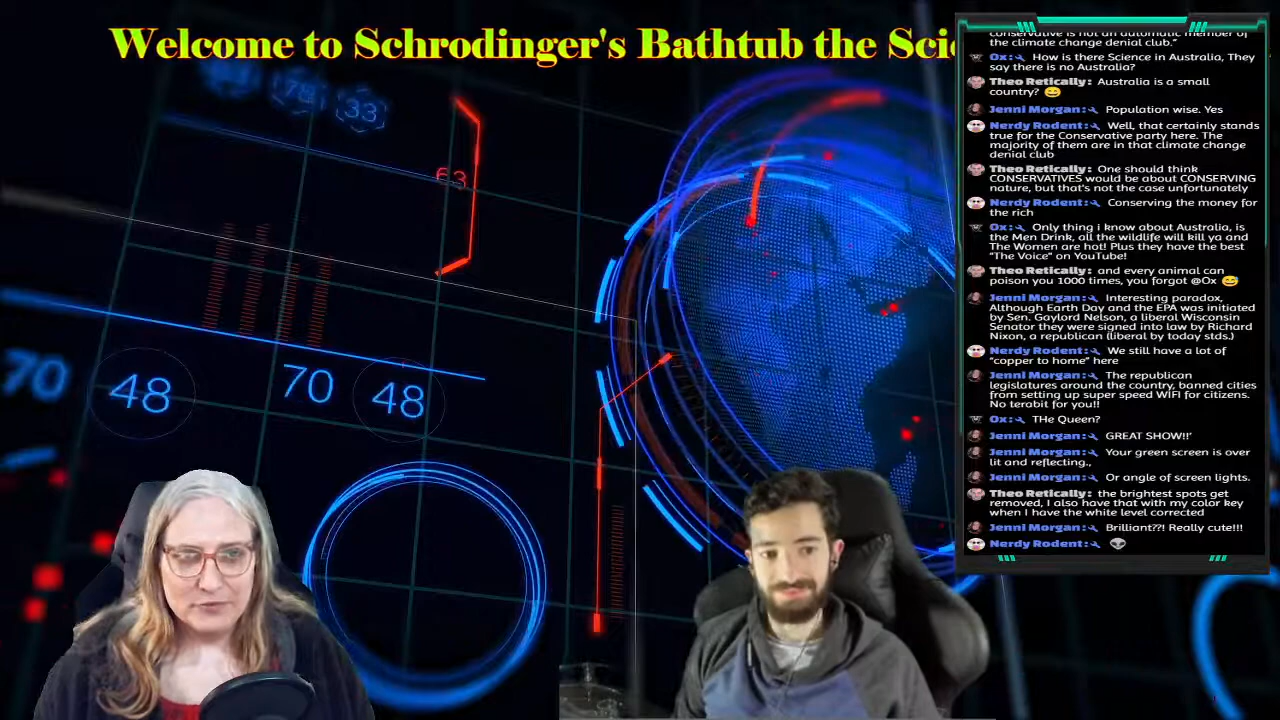 Welcome to Schrodinger's Bathtub the Scie
conservative is not an automatic member of
the climate change denial club."
Ox: How is there Science in Australia, They
say there is no Australia?
Theo Retically: Australia is a small
country? 😅
Jenni Morgan: Population wise. Yes
Nerdy Rodent: Well, that certainly stands
true for the Conservative party here. The
majority of them are in that climate change
denial club
Theo Retically: One should think
CONSERVATIVES would be about CONSERVING
nature, but that's not the case unfortunately
Nerdy Rodent: Conserving the money for
the rich
Ox: Only thing i know about Australia, is
the Men Drink, all the wildlife will kill ya and
The Women are hot! Plus they have the best
"The Voice" on YouTube!
Theo Retically: and every animal can
poison you 1000 times, you forgot @Ox 😅
Jenni Morgan: Interesting paradox,
Although Earth Day and the EPA was initiated
by Sen. Gaylord Nelson, a liberal Wisconsin
Senator they were signed into law by Richard
Nixon, a republican (liberal by today stds.)
Nerdy Rodent: We still have a lot of
"copper to home" here
Jenni Morgan: The republican
legislatures around the country, banned cities
from setting up super speed WIFI for citizens.
No terabit for you!!
Ox: THe Queen?
Jenni Morgan: GREAT SHOW!!'
Jenni Morgan: Your green screen is over
lit and reflecting.,
Jenni Morgan: Or angle of screen lights.
Theo Retically: the brightest spots get
removed, I also have that with my color key
when I have the white level corrected
Jenni Morgan: Brilliant??! Really cute!!!
Nerdy Rodent: 👽
33
63
70
48
70
48